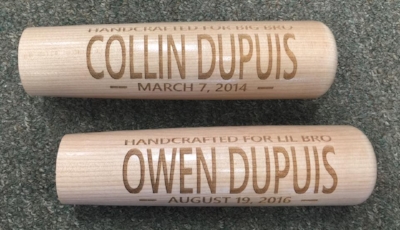 HANDCRAFTED FOR BIG BRO
COLLIN DUPUIS
— MARCH 7, 2014 —
HANDCRAFTED FOR LIL BRO
OWEN DUPUIS
— AUGUST 19, 2016 —